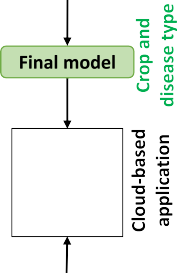 Final model
Crop and
disease type
Cloud-based
application